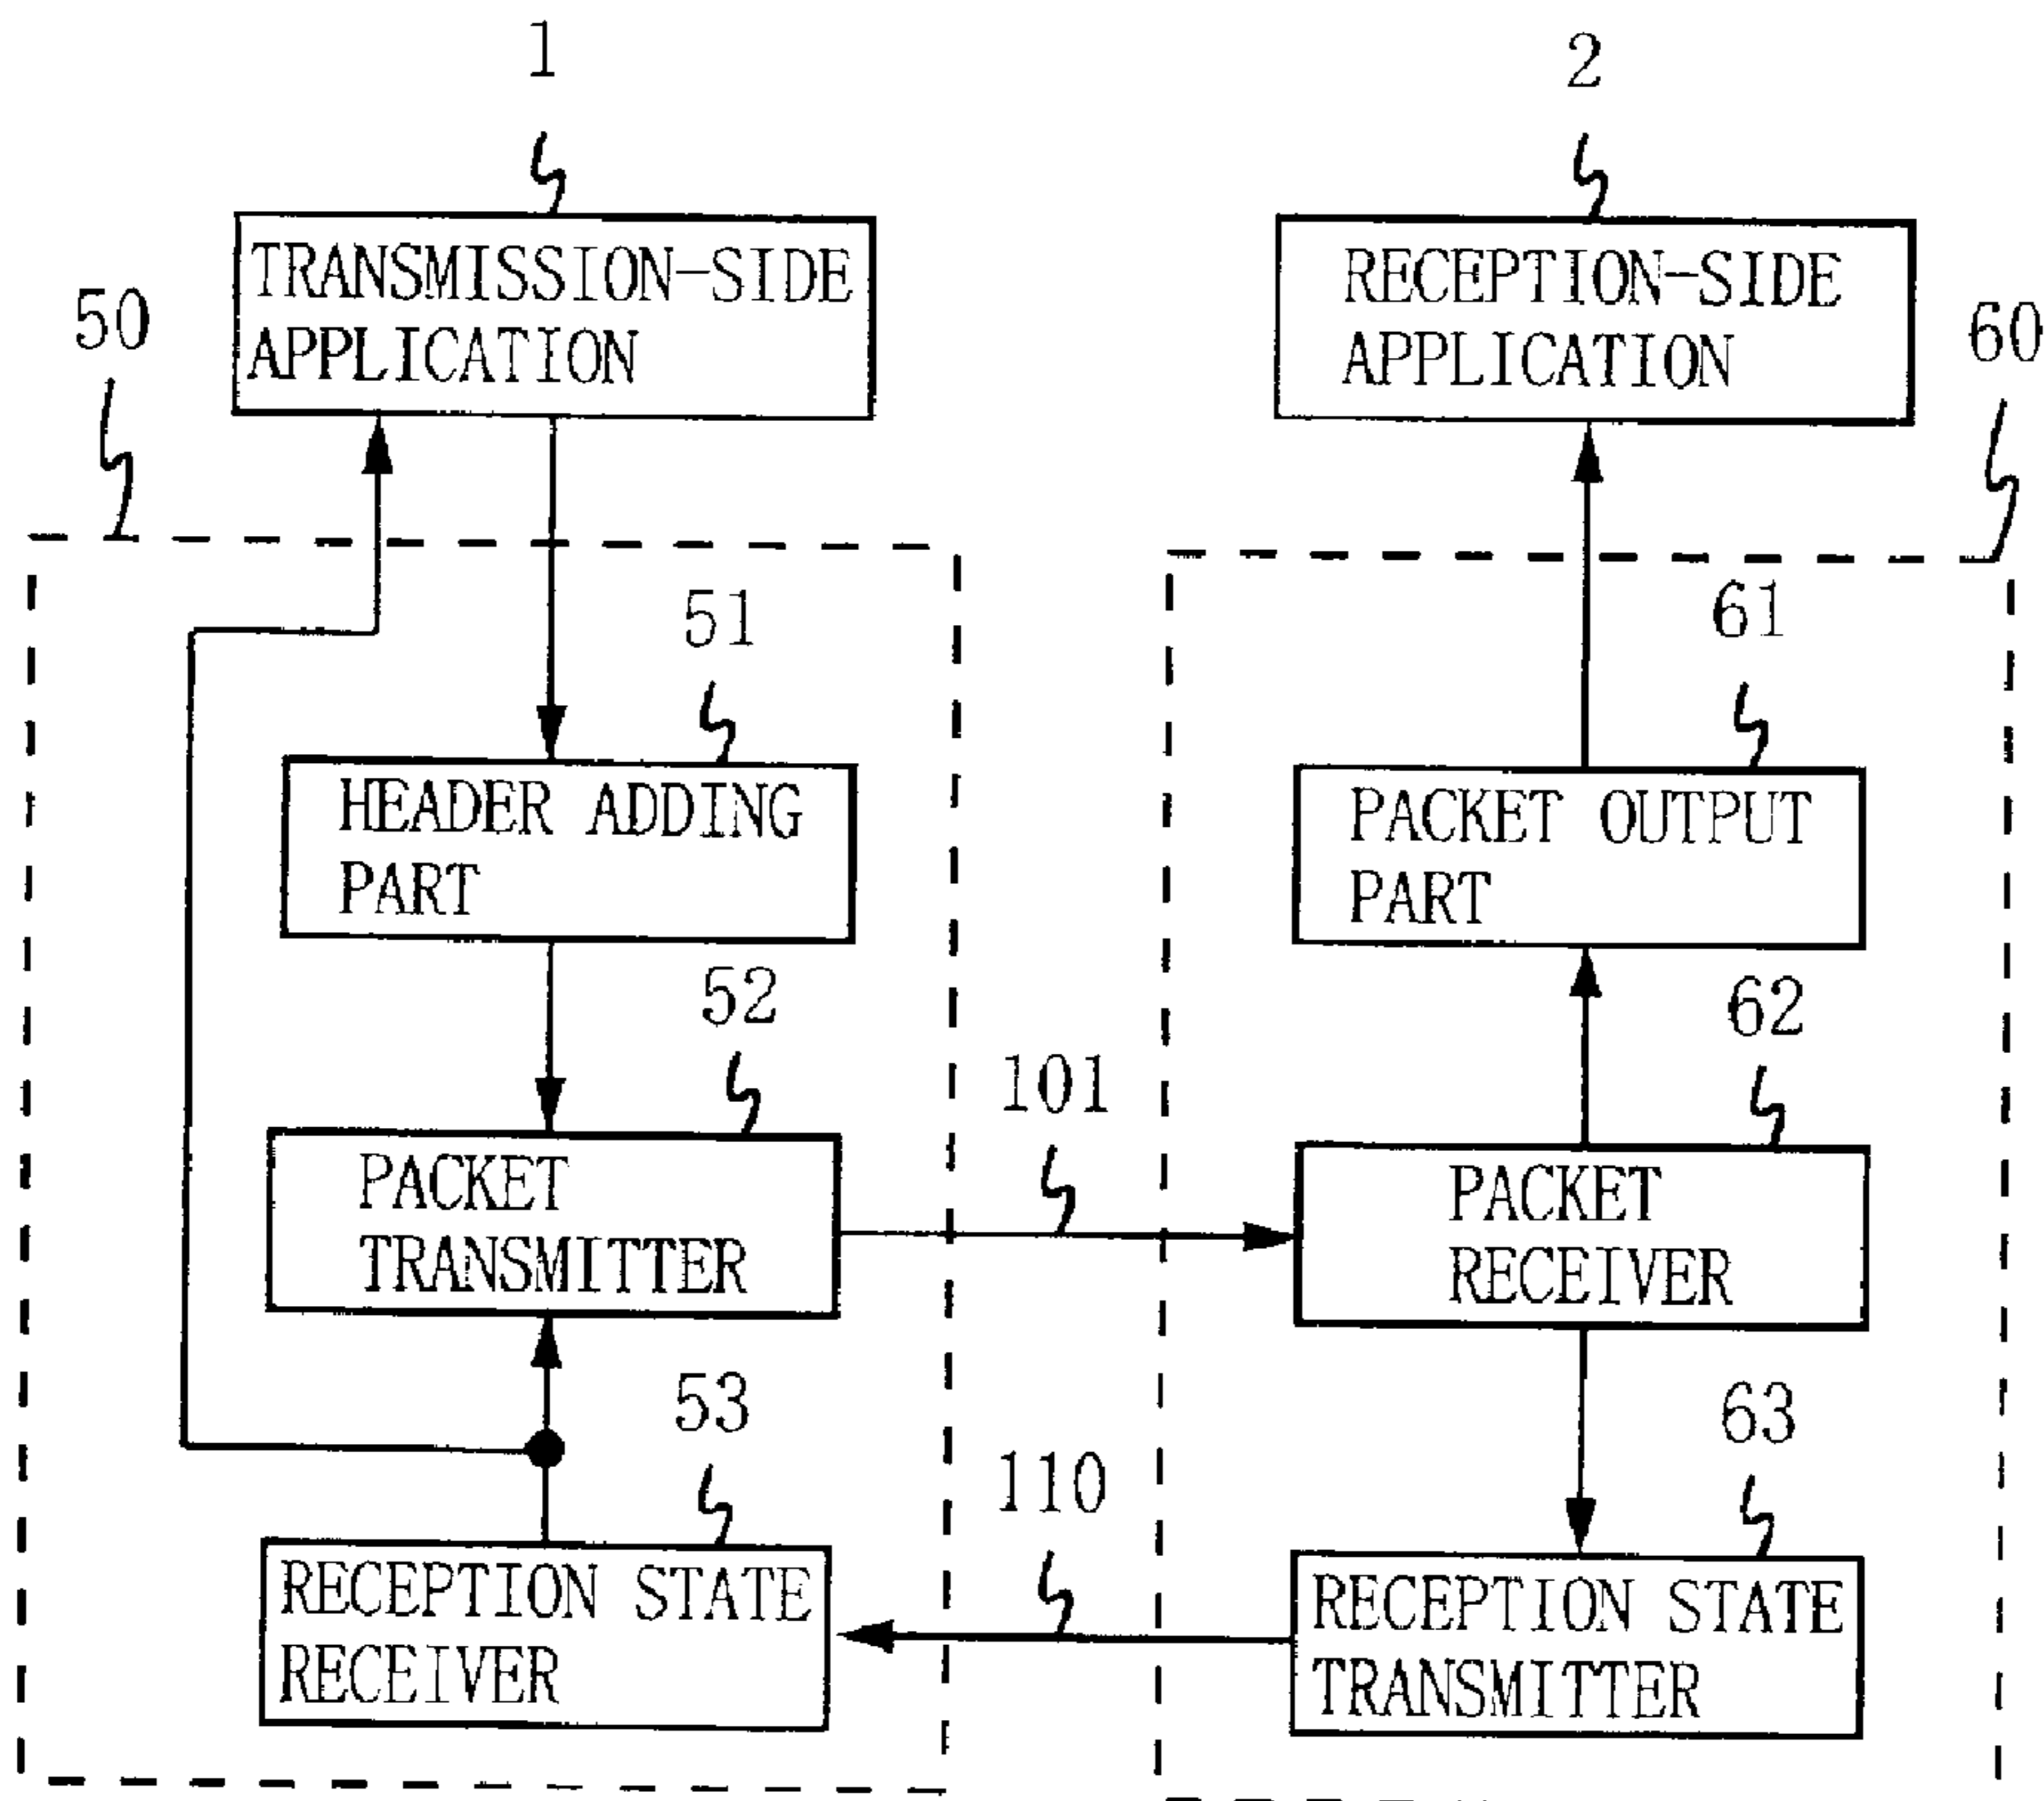 1
2
TRANSMISSION-SIDE
APPLICATION
RECEPTION-SIDE
APPLICATION
50
60
51
61
HEADER ADDING
PART
PACKET OUTPUT
PART
52
62
101
PACKET
TRANSMITTER
PACKET
RECEIVER
53
63
110
RECEPTION STATE
RECEIVER
RECEPTION STATE
TRANSMITTER